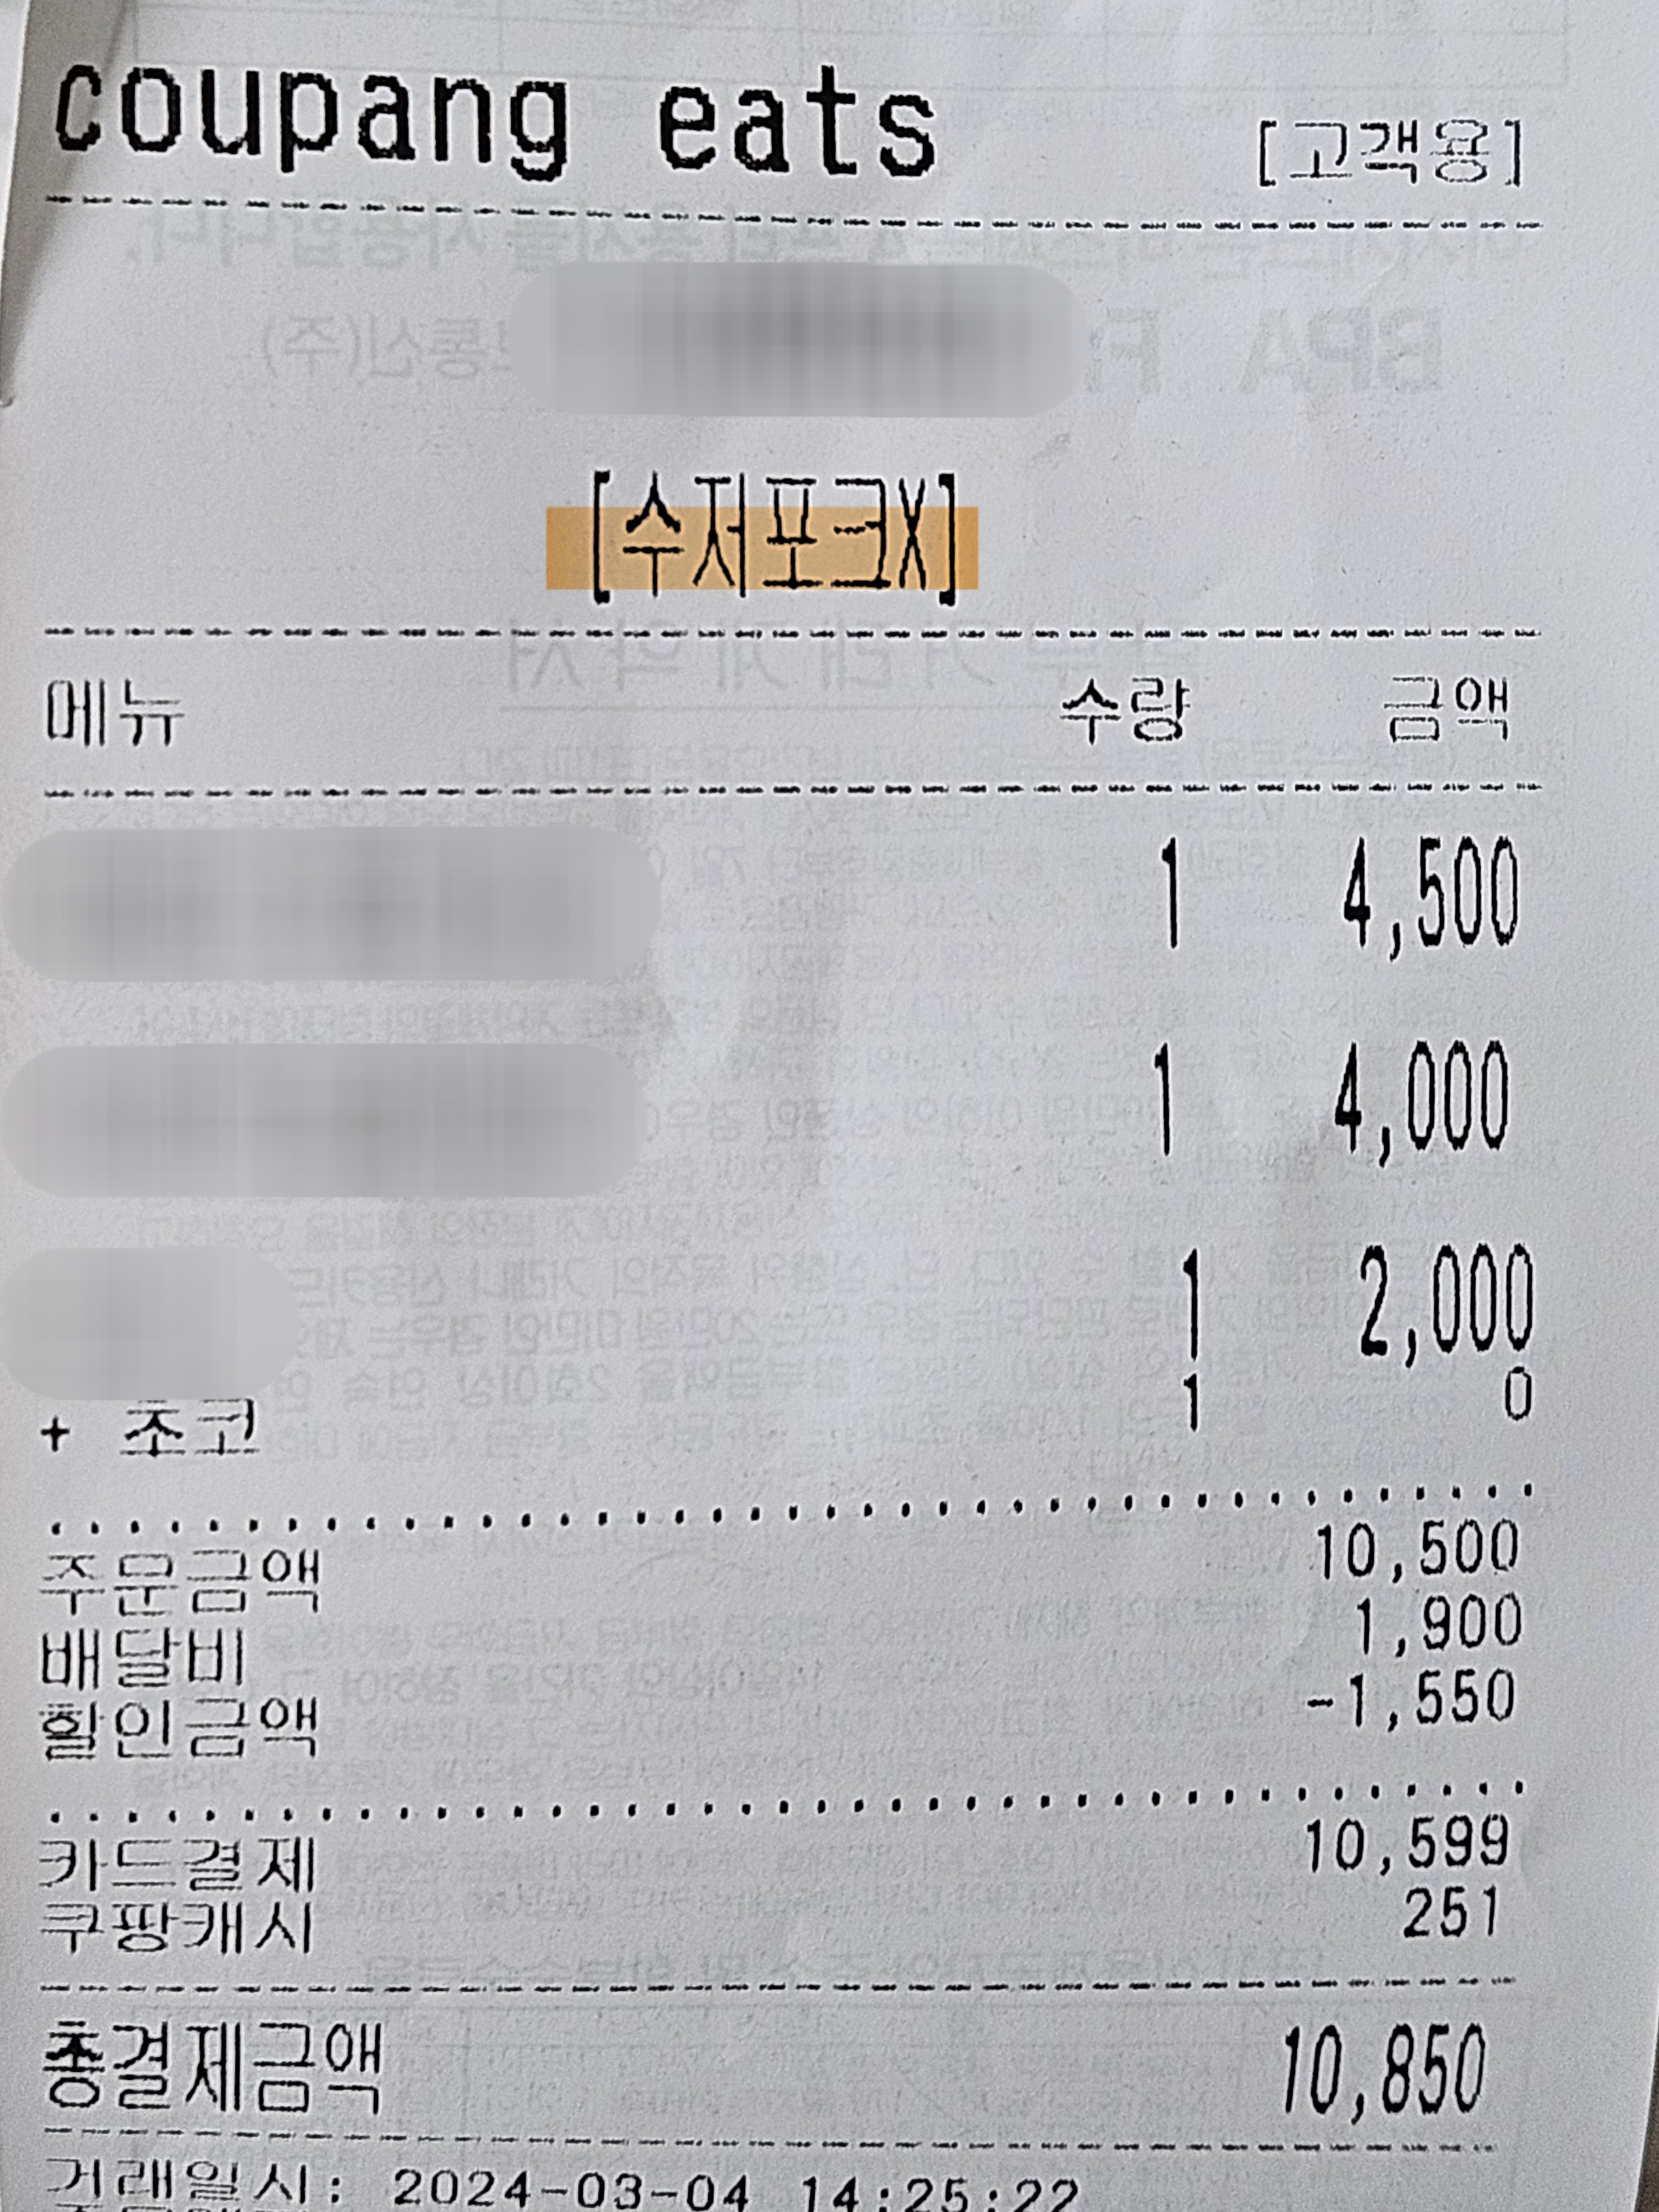 coupang eats [고객용]
[수저포크X]
메뉴 수량 금액
1 4,500
1 4,000
1 2,000
+ 초코 1 0
주문금액 10,500
배달비 1,900
할인금액 -1,550
카드결제 10,599
쿠팡캐시 251
총결제금액 10,850
거래일시: 2024-03-04 14:25:22